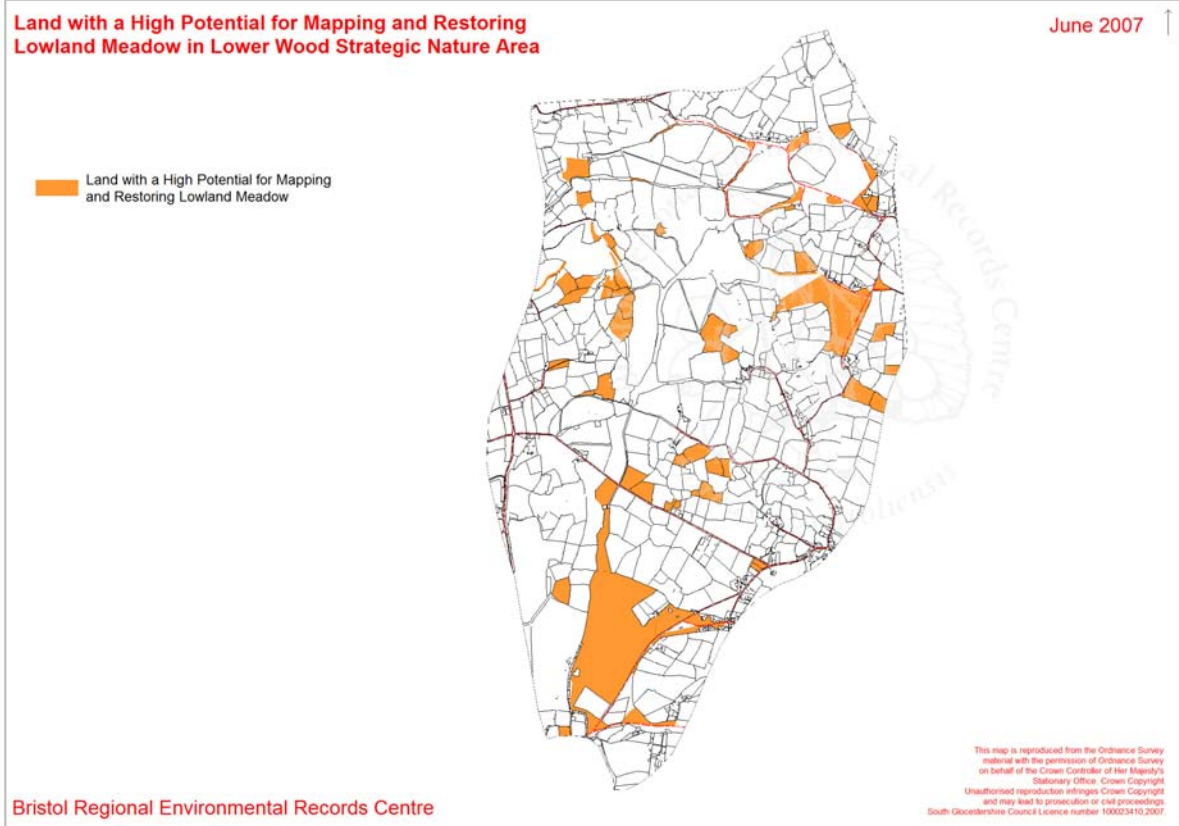 Land with a High Potential for Mapping and Restoring
Lowland Meadow in Lower Wood Strategic Nature Area
June 2007
Land with a High Potential for Mapping
and Restoring Lowland Meadow
al Records Centre
This map is reproduced from the Ordnance Survey
material with the permission of Ordnance Survey
on behalf of the Crown Controller of Her Majesty's
Stationary Office. Crown Copyright.
Unauthorised reproduction infringes Crown Copyright
and may lead to prosecution or civil proceedings.
South Glocestershire Council Licence number 100023410,2007.
Bristol Regional Environmental Records Centre